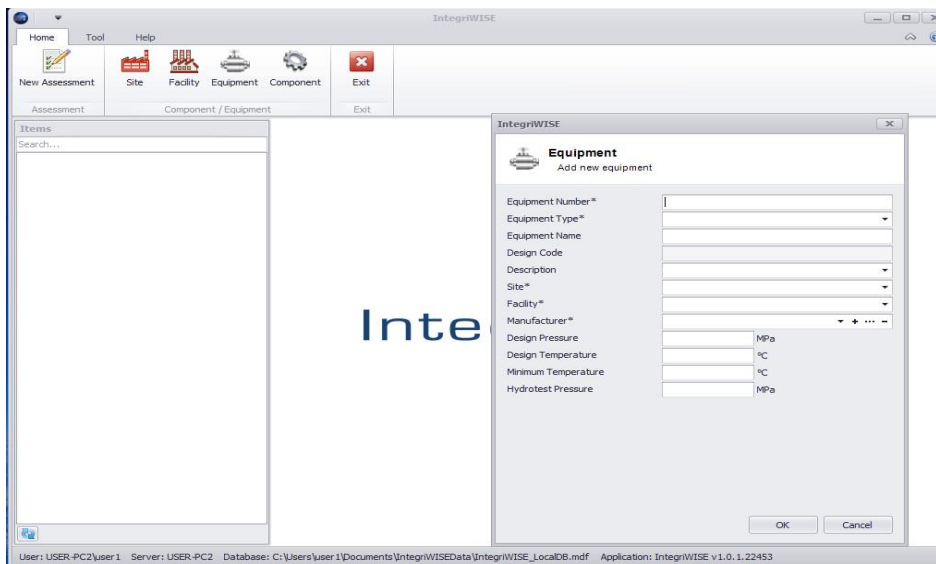 IntegriWISE
Home Tool Help
New Assessment Site Facility Equipment Component Exit
Assessment Component / Equipment Exit
Items
Search...
Inte
IntegriWISE
Equipment
Add new equipment
Equipment Number*
Equipment Type*
Equipment Name
Design Code
Description
Site*
Facility*
Manufacturer*
Design Pressure MPa
Design Temperature ºC
Minimum Temperature ºC
Hydrotest Pressure MPa
OK Cancel
User: USER-PC2\user1 Server: USER-PC2 Database: C:\Users\user1\Documents\IntegriWISEData\IntegriWISE_LocalDB.mdf Application: IntegriWISE v1.0.1.22453